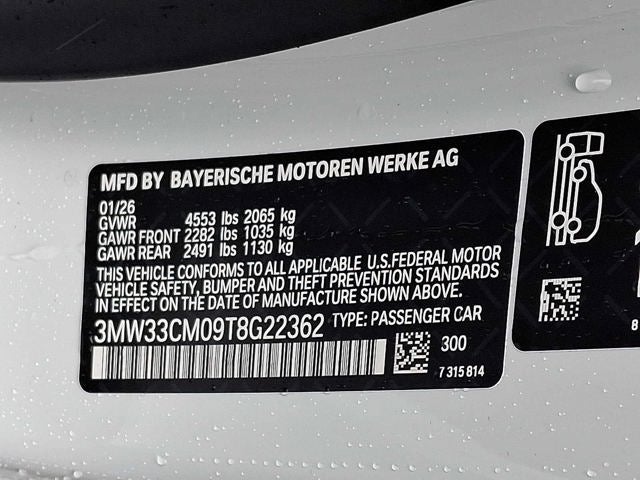 MFD BY BAYERISCHE MOTOREN WERKE AG
01/26
GVWR 4553 lbs 2065 kg
GAWR FRONT 2282 lbs 1035 kg
GAWR REAR 2491 lbs 1130 kg
THIS VEHICLE CONFORMS TO ALL APPLICABLE U.S.FEDERAL MOTOR
VEHICLE SAFETY, BUMPER AND THEFT PREVENTION STANDARDS
IN EFFECT ON THE DATE OF MANUFACTURE SHOWN ABOVE.
3MW33CM09T8G22362 TYPE: PASSENGER CAR
300
7 315 814
8